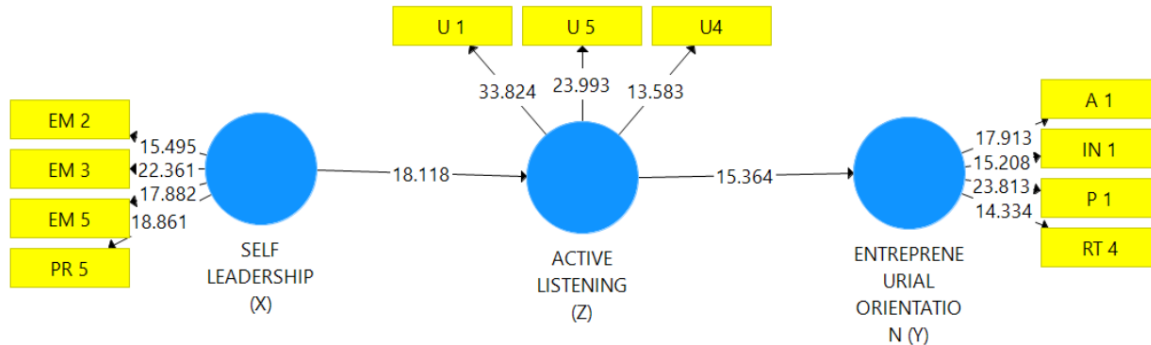 U 1
U 5
U4
33.824
23.993
13.583
EM 2
EM 3
EM 5
PR 5
15.495
22.361
17.882
18.861
18.118
15.364
A 1
IN 1
P 1
RT 4
17.913
15.208
23.813
14.334
SELF
LEADERSHIP
(X)
ACTIVE
LISTENING
(Z)
ENTREPRENE
URIAL
ORIENTATIO
N (Y)